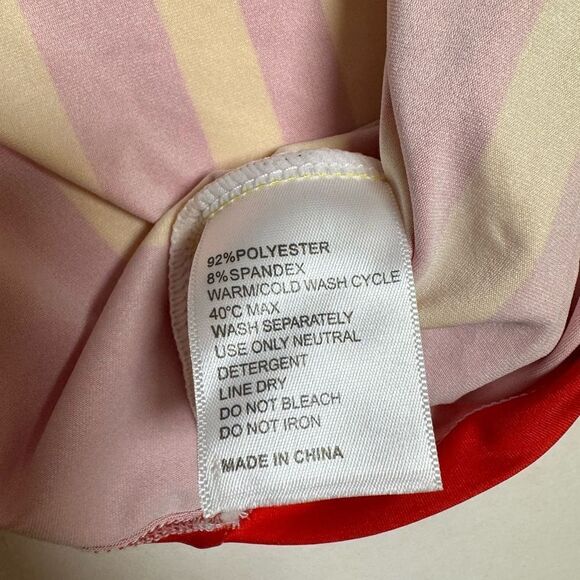 92%POLYESTER
8%SPANDEX
WARM/COLD WASH CYCLE
40°C MAX
WASH SEPARATELY
USE ONLY NEUTRAL
DETERGENT
LINE DRY
DO NOT BLEACH
DO NOT IRON
MADE IN CHINA